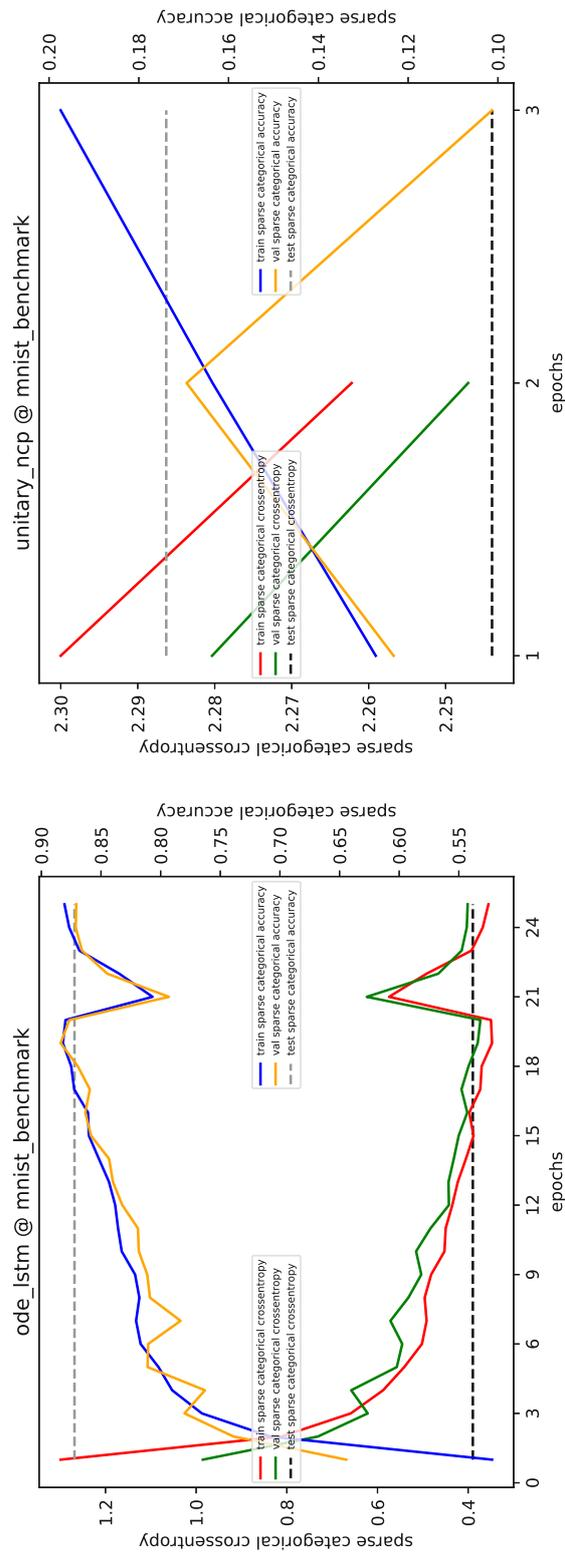 ode_lstm @ mnist_benchmark
sparse categorical crossentropy
1.2
1.0
0.8
0.6
0.4
train sparse categorical crossentropy
val sparse categorical crossentropy
test sparse categorical crossentropy
train sparse categorical accuracy
val sparse categorical accuracy
test sparse categorical accuracy
0.90
0.85
0.80
0.75
0.70
0.65
0.60
0.55
sparse categorical accuracy
0 3 6 9 12 15 18 21 24
epochs
unitary_ncp @ mnist_benchmark
sparse categorical crossentropy
2.30
2.29
2.28
2.27
2.26
2.25
train sparse categorical crossentropy
val sparse categorical crossentropy
test sparse categorical crossentropy
train sparse categorical accuracy
val sparse categorical accuracy
test sparse categorical accuracy
0.20
0.18
0.16
0.14
0.12
0.10
sparse categorical accuracy
1 2 3
epochs